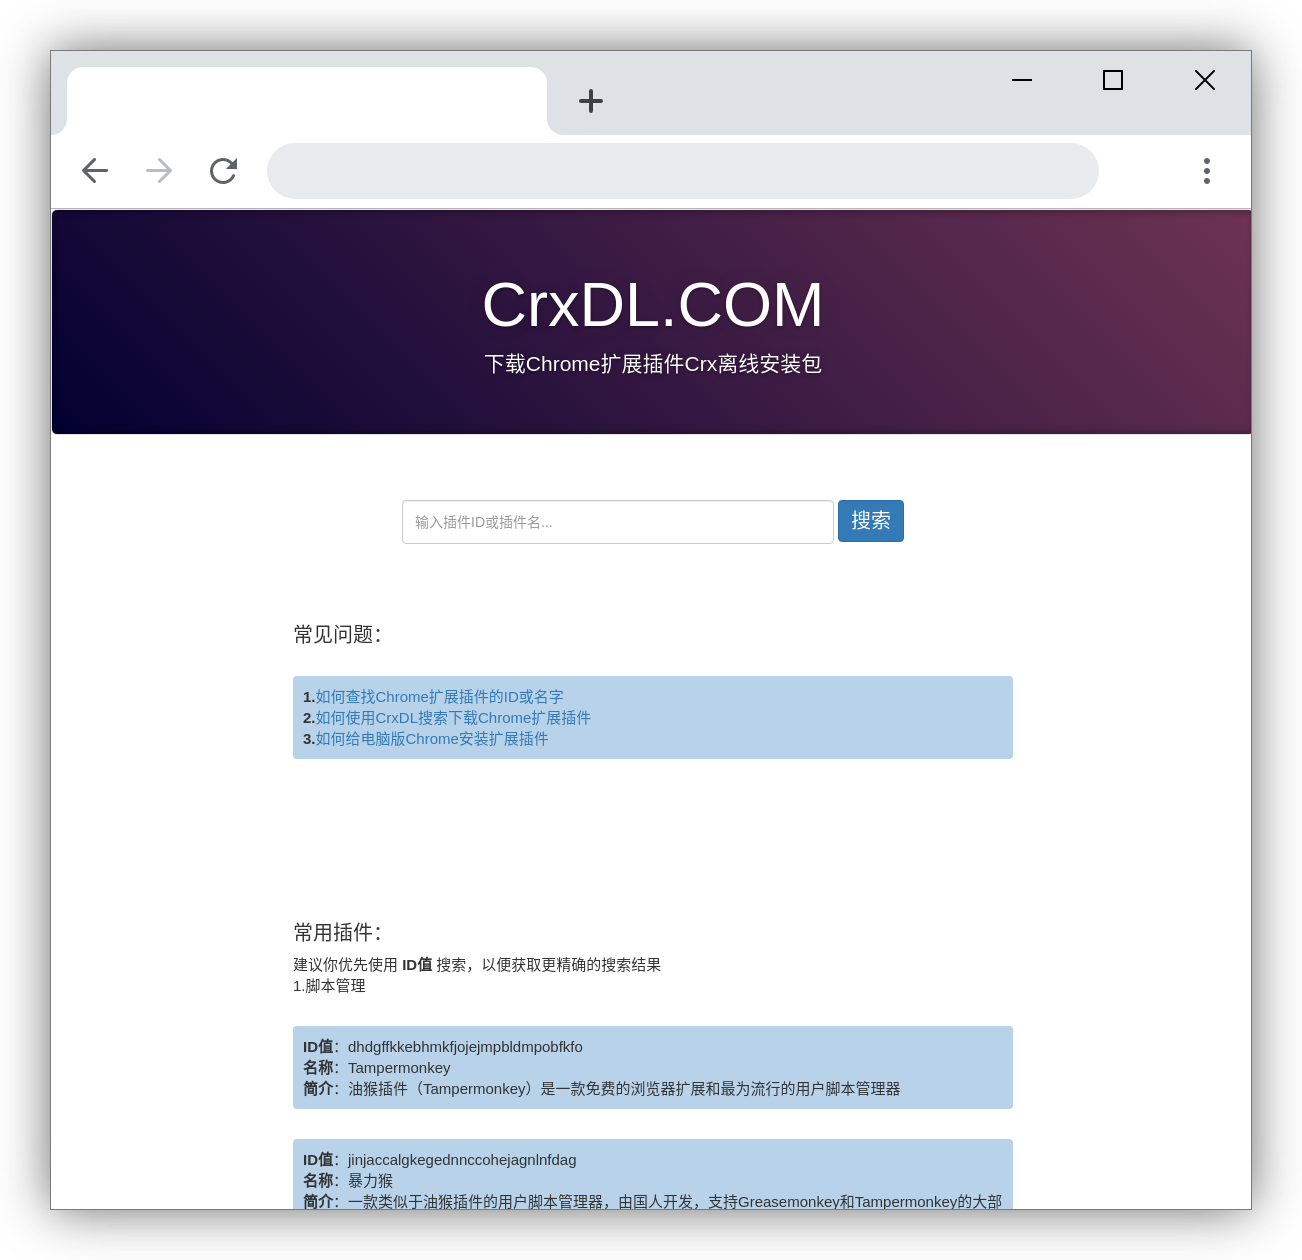 CrxDL.COM
下载Chrome扩展插件Crx离线安装包
输入插件ID或插件名...
搜索
常见问题：
1.如何查找Chrome扩展插件的ID或名字
2.如何使用CrxDL搜索下载Chrome扩展插件
3.如何给电脑版Chrome安装扩展插件
常用插件：
建议你优先使用 ID值 搜索，以便获取更精确的搜索结果
1.脚本管理
ID值：dhdgffkkebhmkfjojejmpbldmpobfkfo
名称：Tampermonkey
简介：油猴插件（Tampermonkey）是一款免费的浏览器扩展和最为流行的用户脚本管理器
ID值：jinjaccalgkegednnccohejagnlnfdag
名称：暴力猴
简介：一款类似于油猴插件的用户脚本管理器，由国人开发，支持Greasemonkey和Tampermonkey的大部